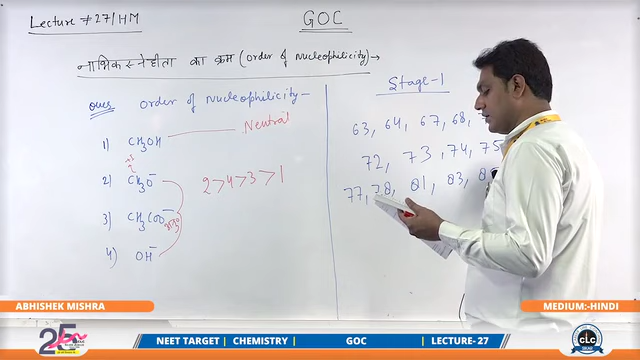 Lecture #27/HM
GOC
नाभिकस्नेहीता का क्रम (order of nucleophilicity) →
Ques order of nucleophilicity -
1) CH3OH Neutral
2) CH3O-
3) CH3COO-
4) OH-
2>4>3>1
Stage-1
63, 64, 67, 68,
72, 73, 74, 75
77, 78, 81, 83,
ABHISHEK MISHRA
MEDIUM:-HINDI
25
NEET TARGET | CHEMISTRY | GOC | LECTURE- 27
CLC